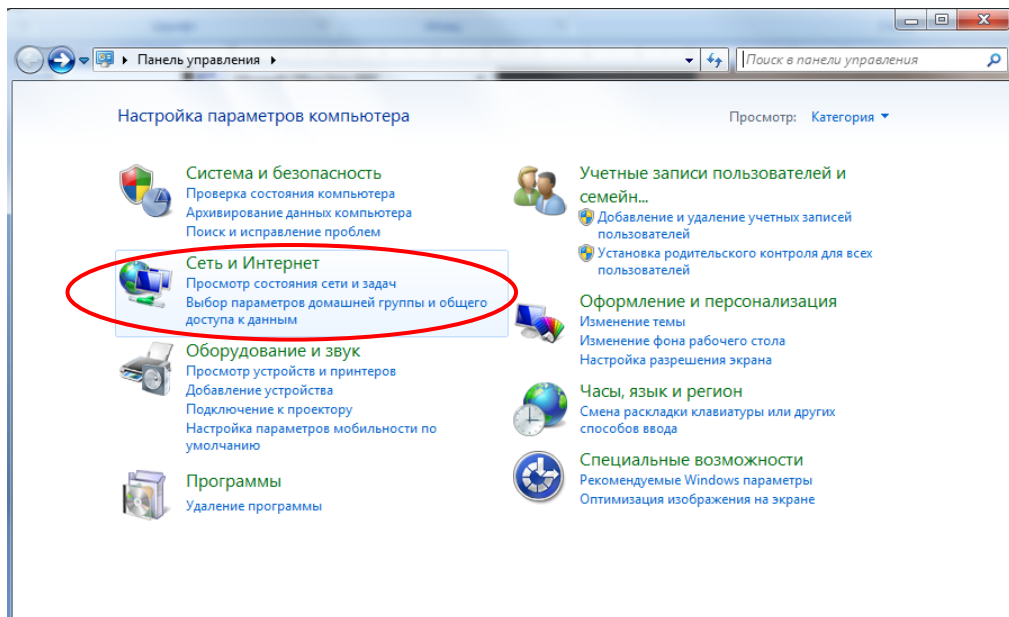 Панель управления
Поиск в панели управления
Настройка параметров компьютера
Просмотр: Категория
Система и безопасность
Проверка состояния компьютера
Архивирование данных компьютера
Поиск и исправление проблем
Сеть и Интернет
Просмотр состояния сети и задач
Выбор параметров домашней группы и общего
доступа к данным
Оборудование и звук
Просмотр устройств и принтеров
Добавление устройства
Подключение к проектору
Настройка параметров мобильности по
умолчанию
Программы
Удаление программы
Учетные записи пользователей и
семейн...
Добавление и удаление учетных записей
пользователей
Установка родительского контроля для всех
пользователей
Оформление и персонализация
Изменение темы
Изменение фона рабочего стола
Настройка разрешения экрана
Часы, язык и регион
Смена раскладки клавиатуры или других
способов ввода
Специальные возможности
Рекомендуемые Windows параметры
Оптимизация изображения на экране